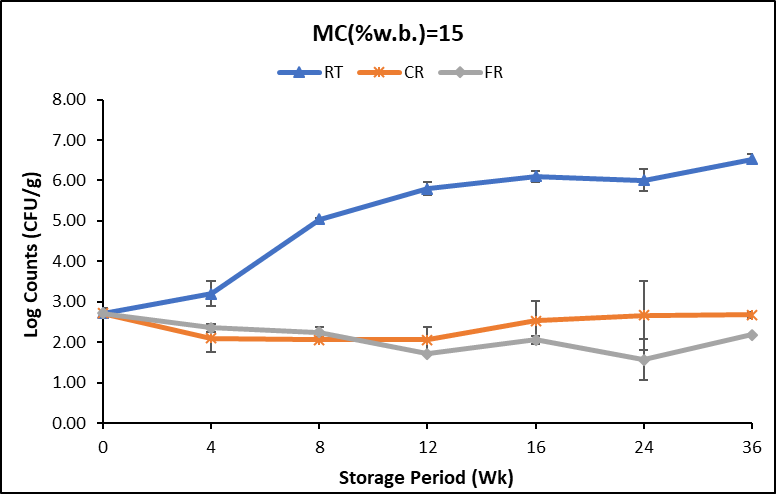 MC(%w.b.)=15
RT CR FR
8.00
7.00
6.00
5.00
4.00
3.00
2.00
1.00
0.00
Log Counts (CFU/g)
0 4 8 12 16 24 36
Storage Period (Wk)